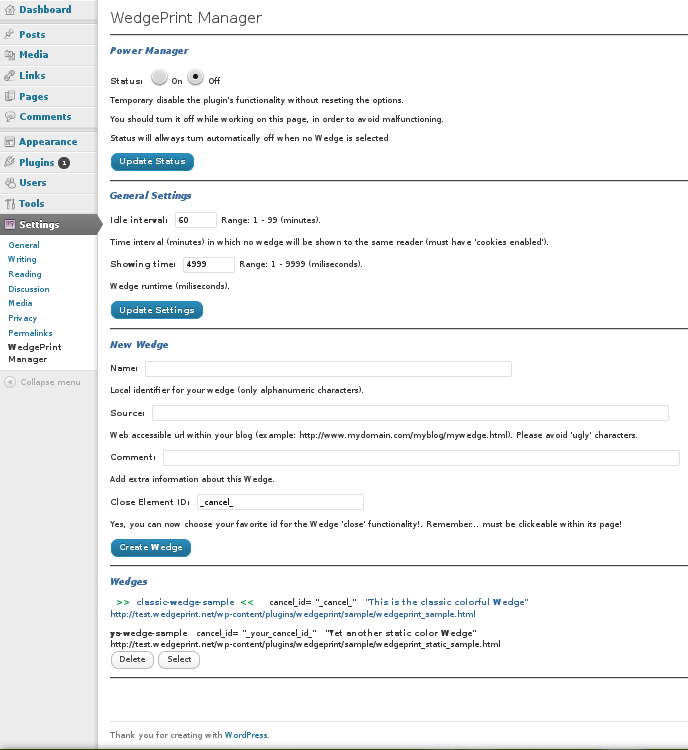 Dashboard
Posts
Media
Links
Pages
Comments
Appearance
Plugins 1
Users
Tools
Settings
General
Writing
Reading
Discussion
Media
Privacy
Permalinks
WedgePrint
Manager
Collapse menu
WedgePrint Manager
Power Manager
Status: On Off
Temporary disable the plugin's functionality without reseting the options.
You should turn it off while working on this page, in order to avoid malfunctioning.
Status will allways turn automatically off when no Wedge is selected
Update Status
General Settings
Idle interval: 60 Range: 1 - 99 (minutes).
Time interval (minutes) in which no wedge will be shown to the same reader (must have 'cookies enabled').
Showing time: 4999 Range: 1 - 9999 (miliseconds).
Wedge runtime (miliseconds).
Update Settings
New Wedge
Name:
Local identifier for your wedge (only alphanumeric characters).
Source:
Web accessible url within your blog (example: http://www.mydomain.com/myblog/mywedge.html). Please avoid 'ugly' characters.
Comment:
Add extra information about this Wedge.
Close Element ID: _cancel_
Yes, you can now choose your favorite id for the Wedge 'close' functionality!. Remember... must be clickeable within its page!
Create Wedge
Wedges
>> classic-wedge-sample << cancel_id= "_cancel_" "This is the classic colorful Wedge"
http://test.wedgeprint.net/wp-content/plugins/wedgeprint/sample/wedgeprint_sample.html
ya-wedge-sample cancel_id= "_your_cancel_id_" "Yet another static color Wedge"
http://test.wedgeprint.net/wp-content/plugins/wedgeprint/sample/wedgeprint_static_sample.html
Delete Select
Thank you for creating with WordPress.